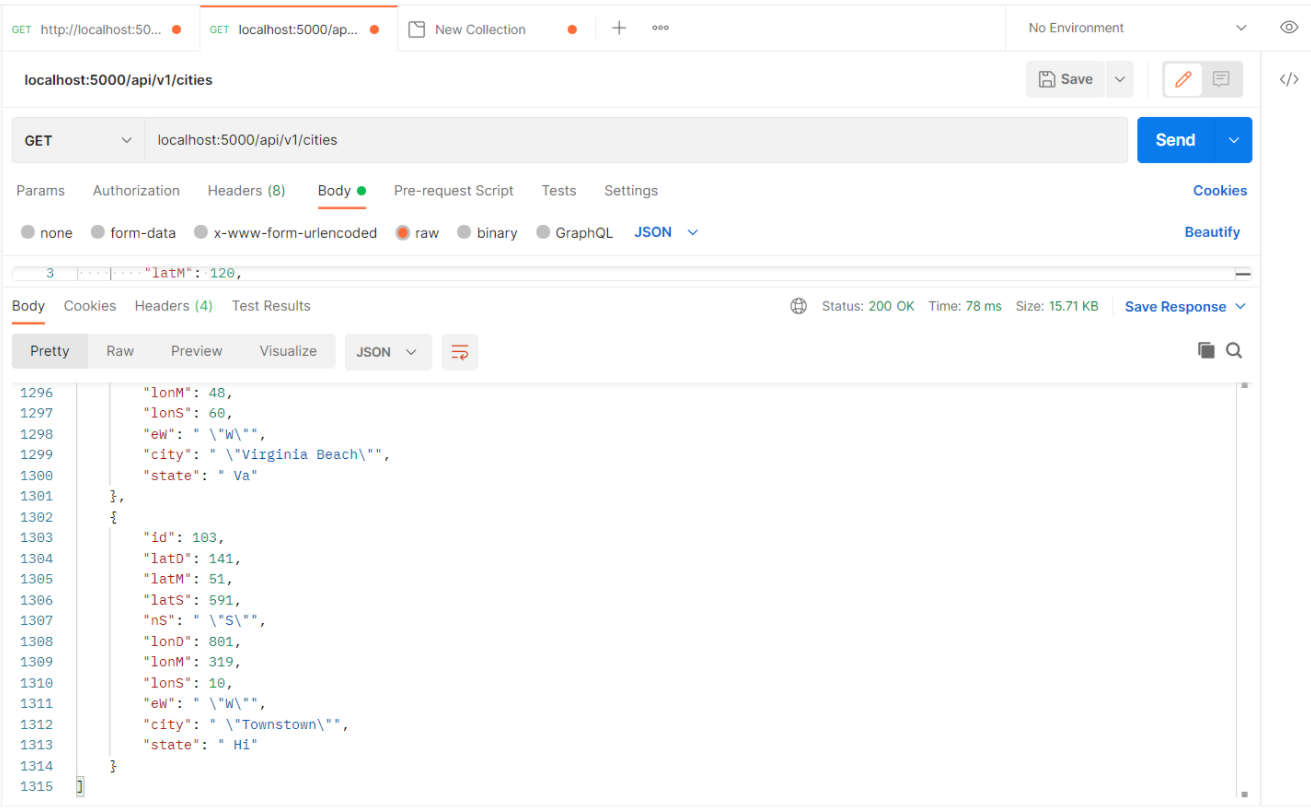 GET http://localhost:50... GET localhost:5000/ap... New Collection No Environment
localhost:5000/api/v1/cities Save
GET localhost:5000/api/v1/cities Send
Params Authorization Headers (8) Body Pre-request Script Tests Settings Cookies
none form-data x-www-form-urlencoded raw binary GraphQL JSON Beautify
3 "latM": 120,
Body Cookies Headers (4) Test Results Status: 200 OK Time: 78 ms Size: 15.71 KB Save Response
Pretty Raw Preview Visualize JSON
1296 "lonM": 48,
1297 "lonS": 60,
1298 "eW": " \"W\"",
1299 "city": " \"Virginia Beach\"",
1300 "state": " Va"
1301 },
1302 {
1303 "id": 103,
1304 "latD": 141,
1305 "latM": 51,
1306 "latS": 591,
1307 "nS": " \"S\"",
1308 "lonD": 801,
1309 "lonM": 319,
1310 "lonS": 10,
1311 "eW": " \"W\"",
1312 "city": " \"Townstown\"",
1313 "state": " Hi"
1314 }
1315 ]